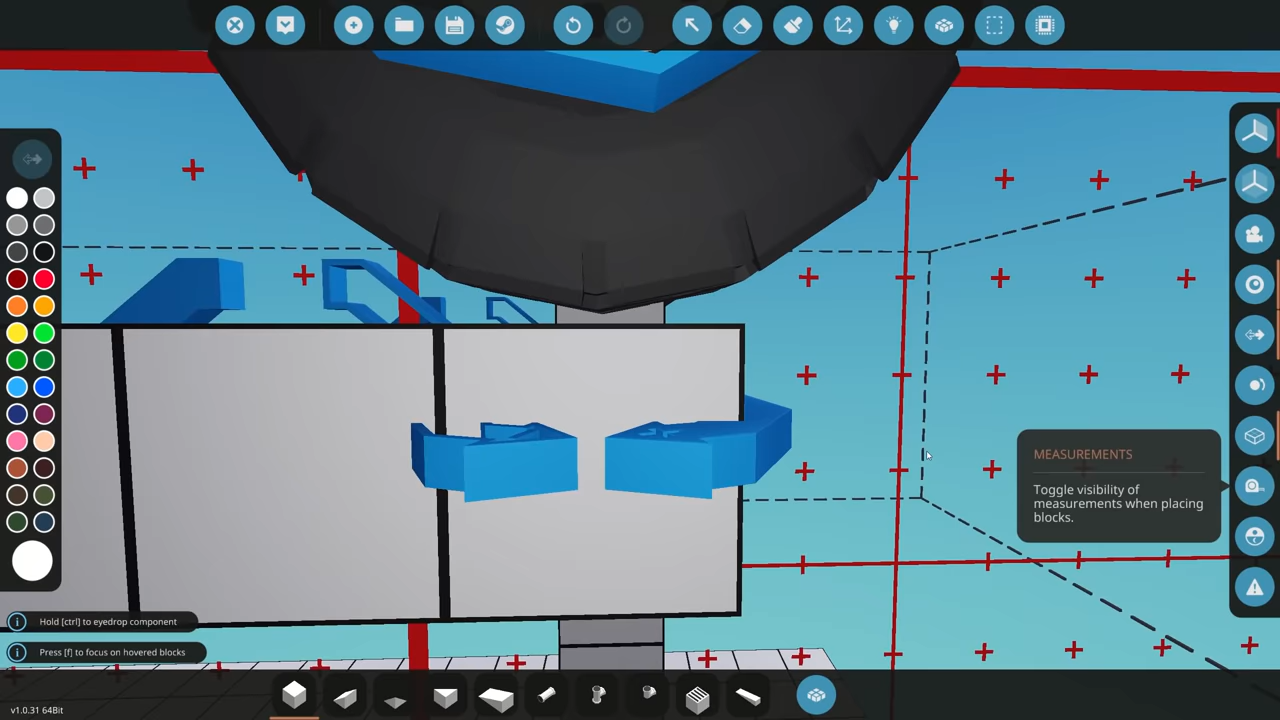 MEASUREMENTS
Toggle visibility of
measurements when placing
blocks.
Hold [ctrl] to eyedrop component
Press [f] to focus on hovered blocks
v1.0.31 64Bit